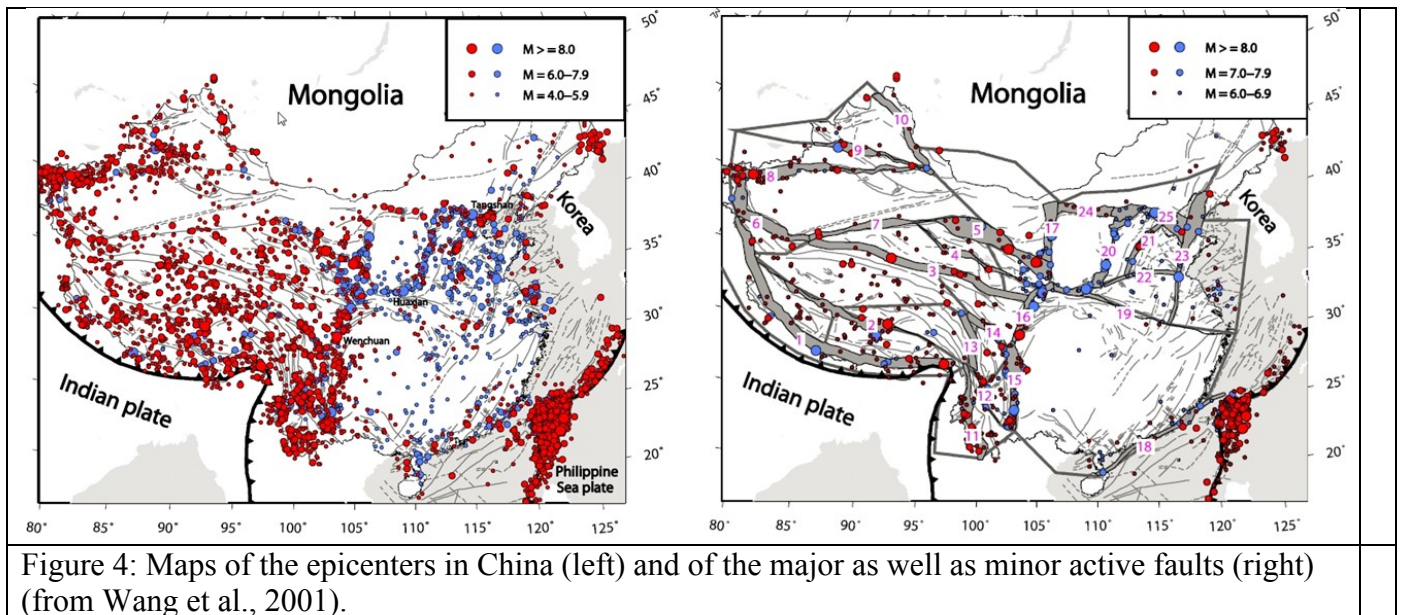 M > = 8.0
M = 6.0–7.9
M = 4.0–5.9
Mongolia
50°
45°
40°
35°
30°
25°
20°
Tangshan
Korea
Huaxian
Wenchuan
Indian plate
Philippine
Sea plate
80° 85° 90° 95° 100° 105° 110° 115° 120° 125°
M > = 8.0
M = 7.0–7.9
M = 6.0–6.9
Mongolia
50°
45°
40°
35°
30°
25°
20°
10
9
8
6
7
5
17
24
25
4
3
20
21
23
22
16
19
2
1
13
14
15
12
11
18
Korea
Indian plate
Philippine
Sea plate
80° 85° 90° 95° 100° 105° 110° 115° 120° 125°
Figure 4: Maps of the epicenters in China (left) and of the major as well as minor active faults (right)
(from Wang et al., 2001).